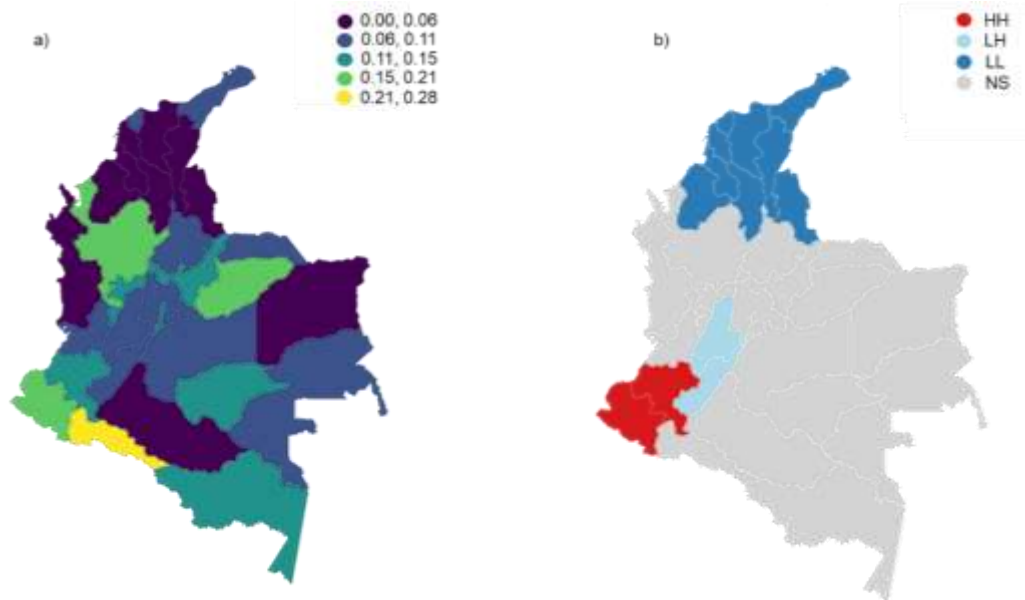 a)
0.00, 0.06
0.06, 0.11
0.11, 0.15
0.15, 0.21
0.21, 0.28
b)
HH
LH
LL
NS